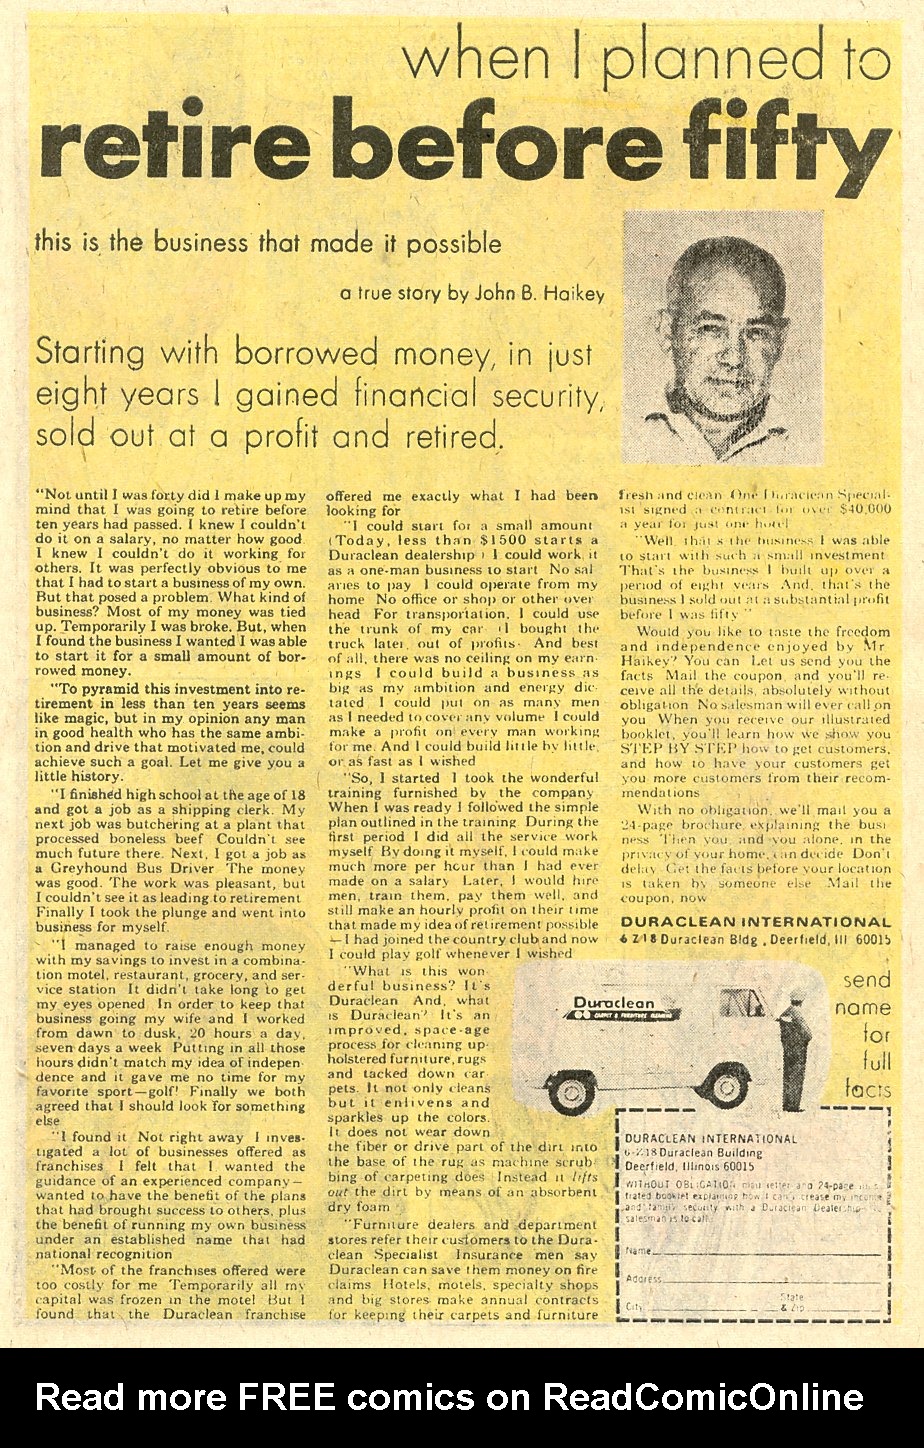 when I planned to
retire before fifty
this is the business that made it possible
a true story by John B. Haikey
Starting with borrowed money, in just
eight years I gained financial security,
sold out at a profit and retired.
"Not until I was forty did I make up my
mind that I was going to retire before
ten years had passed. I knew I couldn't
do it on a salary, no matter how good.
I knew I couldn't do it working for
others. It was perfectly obvious to me
that I had to start a business of my own.
But that posed a problem. What kind of
business? Most of my money was tied
up. Temporarily I was broke. But, when
I found the business I wanted I was able
to start it for a small amount of bor-
rowed money.
"To pyramid this investment into re-
tirement in less than ten years seems
like magic, but in my opinion any man
in good health who has the same ambi-
tion and drive that motivated me, could
achieve such a goal. Let me give you a
little history.
"I finished high school at the age of 18
and got a job as a shipping clerk. My
next job was butchering at a plant that
processed boneless beef. Couldn't see
much future there. Next, I got a job as
a Greyhound Bus Driver. The money
was good. The work was pleasant, but
I couldn't see it as leading to retirement.
Finally I took the plunge and went into
business for myself.
"I managed to raise enough money
with my savings to invest in a combina-
tion motel, restaurant, grocery, and ser-
vice station. It didn't take long to get
my eyes opened. In order to keep that
business going my wife and I worked
from dawn to dusk, 20 hours a day,
seven days a week. Putting in all those
hours didn't match my idea of indepen-
dence and it gave me no time for my
favorite sport—golf! Finally we both
agreed that I should look for something
else
"I found it. Not right away. I inves-
tigated a lot of businesses offered as
franchises. I felt that I wanted the
guidance of an experienced company—
wanted to have the benefit of the plans
that had brought success to others, plus
the benefit of running my own business
under an established name that had
national recognition
"Most of the franchises offered were
too costly for me. Temporarily all my
capital was frozen in the motel. But I
found that the Duraclean franchise
offered me exactly what I had been
looking for
"I could start for a small amount
(Today, less than $1500 starts a
Duraclean dealership.) I could work it
as a one-man business to start. No sal
aries to pay. I could operate from my
home. No office or shop or other over
head. For transportation, I could use
the trunk of my car. (I bought the
truck later, out of profits.) And best
of all, there was no ceiling on my earn-
ings. I could build a business as
big as my ambition and energy dic-
tated. I could put on as many men
as I needed to cover any volume. I could
make a profit on every man working
for me. And I could build little by little,
or as fast as I wished
"So, I started. I took the wonderful
training furnished by the company.
When I was ready I followed the simple
plan outlined in the training. During the
first period I did all the service work
myself. By doing it myself, I could make
much more per hour than I had ever
made on a salary. Later, I would hire
men, train them, pay them well, and
still make an hourly profit on their time
that made my idea of retirement possible
—I had joined the country club and now
I could play golf whenever I wished
"What is this won
derful business? It's
Duraclean. And, what
is Duraclean? It's an
improved, space-age
process for cleaning up-
holstered furniture, rugs
and tacked down car
pets. It not only cleans
but it enlivens and
sparkles up the colors.
It does not wear down
the fiber or drive part of the dirt into
the base of the rug as machine scrub-
bing of carpeting does. Instead it lifts
out the dirt by means of an absorbent
dry foam
"Furniture dealers and department
stores refer their customers to the Dura-
clean Specialist. Insurance men say
Duraclean can save them money on fire
claims. Hotels, motels, specialty shops
and big stores make annual contracts
for keeping their carpets and furniture
fresh and clean. One Duraclean Special-
ist signed a contract for over $40,000
a year for just one hotel
"Well, that's the business I was able
to start with such a small investment.
That's the business I built up over a
period of eight years. And, that's the
business I sold out at a substantial profit
before I was fifty."
Would you like to taste the freedom
and independence enjoyed by Mr.
Haikey? You can. Let us send you the
facts. Mail the coupon, and you'll re-
ceive all the details, absolutely without
obligation. No salesman will ever call on
you. When you receive our illustrated
booklet, you'll learn how we show you
STEP BY STEP how to get customers,
and how to have your customers get
you more customers from their recom-
mendations
With no obligation, we'll mail you a
24-page brochure explaining the busi
ness. Then you, and you alone, in the
privacy of your home, can decide. Don't
delay. Get the facts before your location
is taken by someone else. Mail the
coupon, now
DURACLEAN INTERNATIONAL
6-Z18 Duraclean Bldg., Deerfield, Ill 60015
Duraclean
CARPET & FURNITURE CLEANING
send
name
for
full
facts
DURACLEAN INTERNATIONAL
6-Z18 Duraclean Building
Deerfield, Illinois 60015
WITHOUT OBLIGATION mail letter and 24-page
trated booklet explaining how I can crease my income
and family security with a Duraclean Dealership.
salesman is to call.
Name
Address
City
State
& Zip
Read more FREE comics on ReadComicOnline